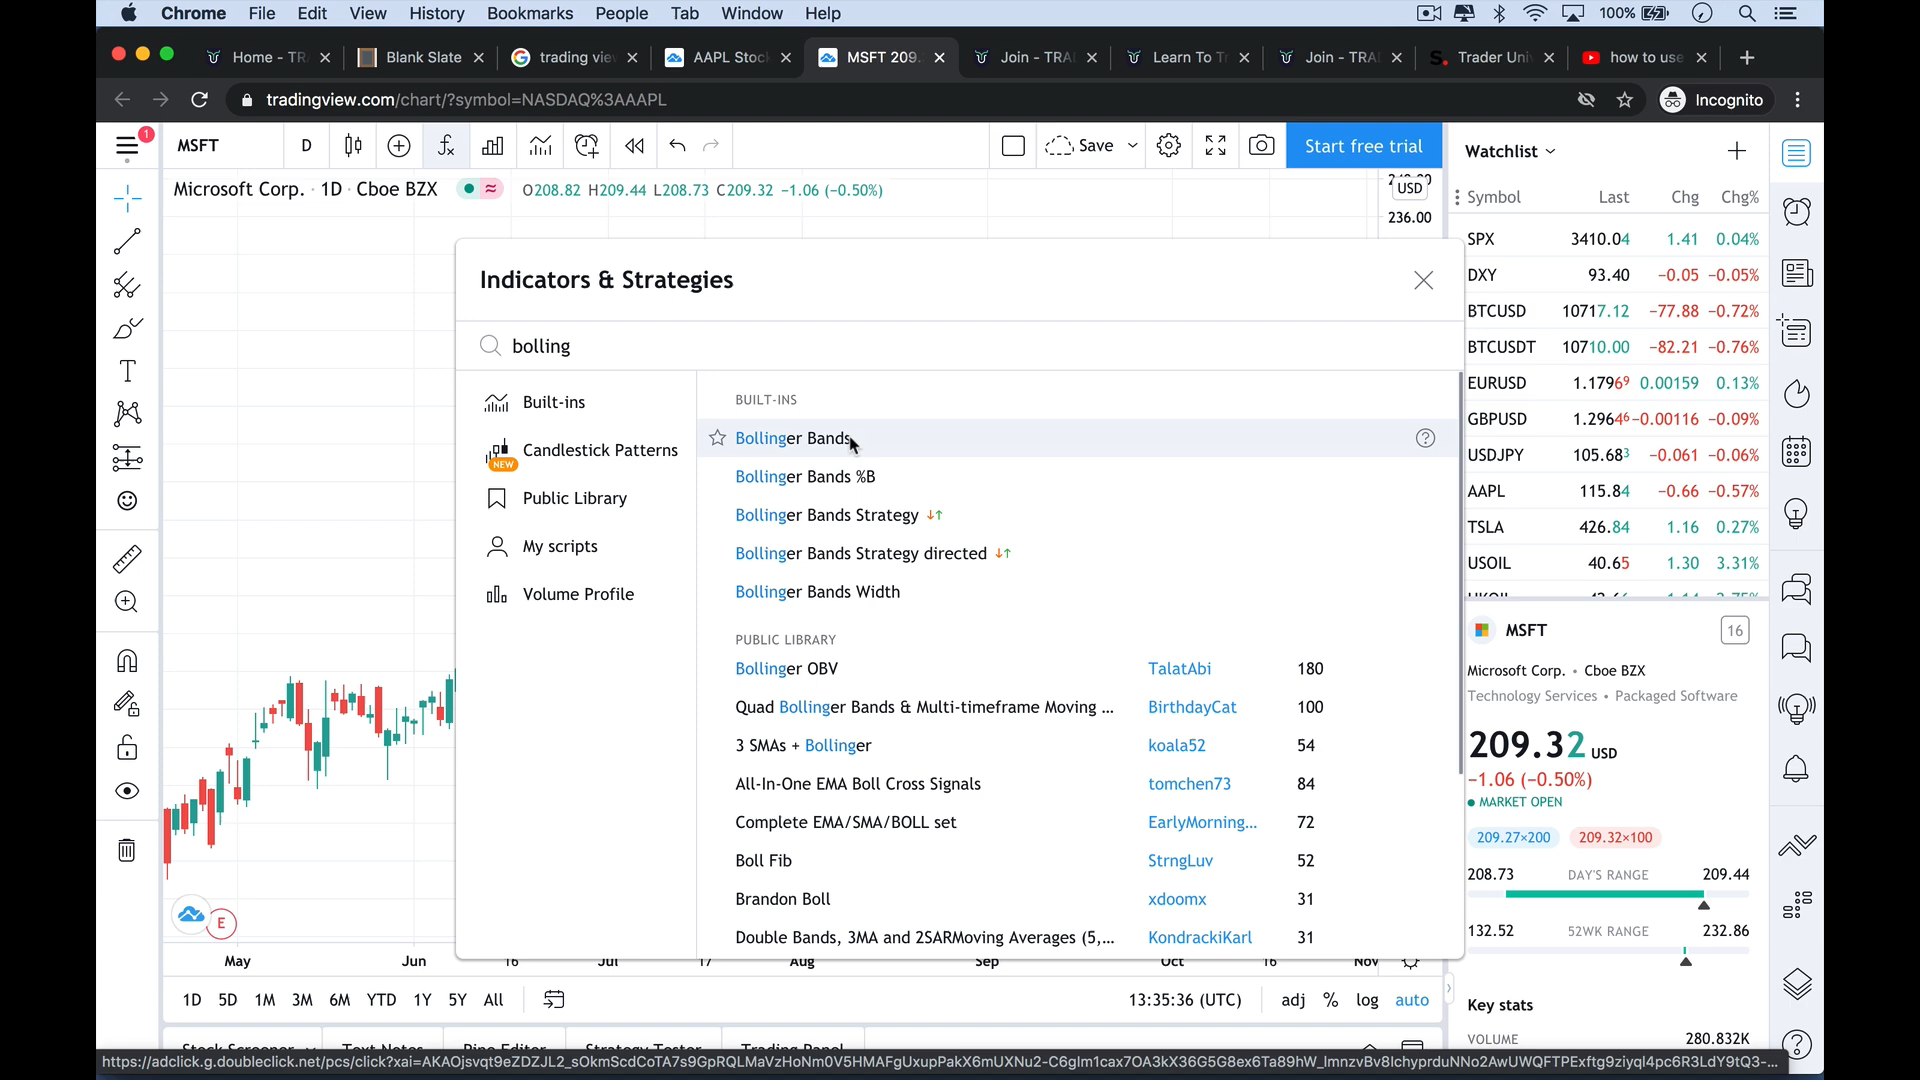 Chrome File Edit View History Bookmarks People Tab Window Help 100%
Home - TR Blank Slate trading vie AAPL Stoc MSFT 209. Join - TRA Learn To T Join - TRA Trader Uni how to use
tradingview.com/chart/?symbol=NASDAQ%3AAAPL Incognito
1 MSFT D Save Start free trial
Microsoft Corp. · 1D · Cboe BZX O208.82 H209.44 L208.73 C209.32 −1.06 (−0.50%)
USD
236.00
Indicators & Strategies
bolling
Built-ins
Candlestick Patterns
NEW
Public Library
My scripts
Volume Profile
BUILT-INS
Bollinger Bands
Bollinger Bands %B
Bollinger Bands Strategy
Bollinger Bands Strategy directed
Bollinger Bands Width
PUBLIC LIBRARY
Bollinger OBV TalatAbi 180
Quad Bollinger Bands & Multi-timeframe Moving ... BirthdayCat 100
3 SMAs + Bollinger koala52 54
All-In-One EMA Boll Cross Signals tomchen73 84
Complete EMA/SMA/BOLL set EarlyMorning... 72
Boll Fib StrngLuv 52
Brandon Boll xdoomx 31
Double Bands, 3MA and 2SARMoving Averages (5,... KondrackiKarl 31
E
May Jun 16 Jul 17 Aug Sep Oct 16 Nov
1D 5D 1M 3M 6M YTD 1Y 5Y All 13:35:36 (UTC) adj % log auto
Stock Screener Text Notes Pine Editor Strategy Tester Trading Panel
Watchlist
Symbol Last Chg Chg%
SPX 3410.04 1.41 0.04%
DXY 93.40 −0.05 −0.05%
BTCUSD 10717.12 −77.88 −0.72%
BTCUSDT 10710.00 −82.21 −0.76%
EURUSD 1.17969 0.00159 0.13%
GBPUSD 1.29646 −0.00116 −0.09%
USDJPY 105.683 −0.061 −0.06%
AAPL 115.84 −0.66 −0.57%
TSLA 426.84 1.16 0.27%
USOIL 40.65 1.30 3.31%
MSFT 16
Microsoft Corp. • Cboe BZX
Technology Services • Packaged Software
209.32 USD
−1.06 (−0.50%)
MARKET OPEN
209.27×200 209.32×100
208.73 DAY'S RANGE 209.44
132.52 52WK RANGE 232.86
Key stats
VOLUME 280.832K